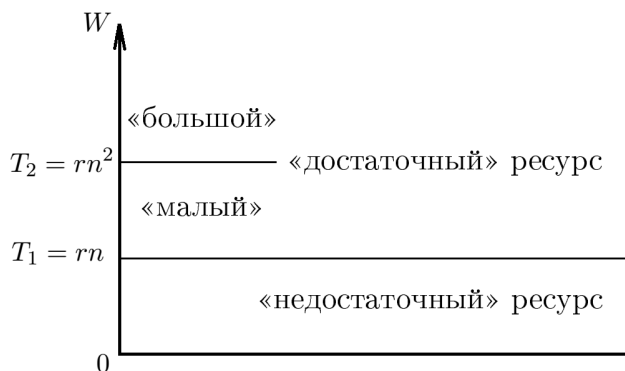 W
«большой»
T₂ = rn²
«достаточный» ресурс
«малый»
T₁ = rn
«недостаточный» ресурс
0